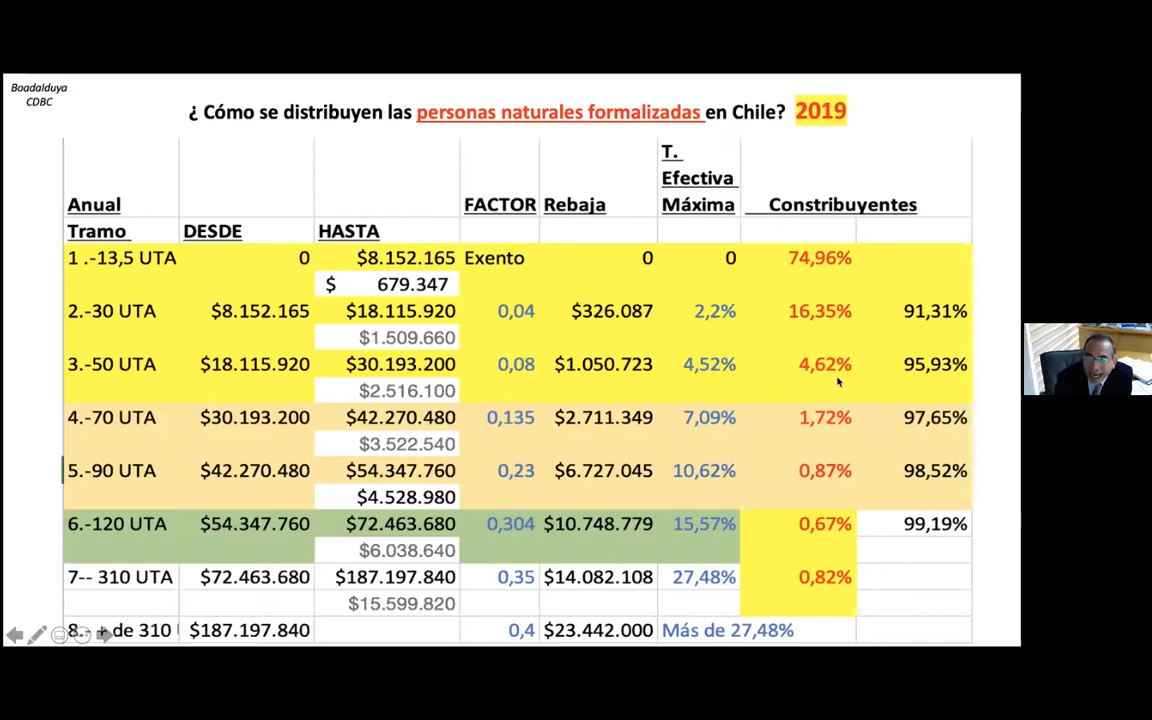 Boadalduya
CDBC
¿ Cómo se distribuyen las personas naturales formalizadas en Chile? 2019
T.
Efectiva
Anual FACTOR Rebaja Máxima Constribuyentes
Tramo DESDE HASTA
1 .-13,5 UTA 0 $8.152.165 Exento 0 0 74,96%
$ 679.347
2.-30 UTA $8.152.165 $18.115.920 0,04 $326.087 2,2% 16,35% 91,31%
$1.509.660
3.-50 UTA $18.115.920 $30.193.200 0,08 $1.050.723 4,52% 4,62% 95,93%
$2.516.100
4.-70 UTA $30.193.200 $42.270.480 0,135 $2.711.349 7,09% 1,72% 97,65%
$3.522.540
5.-90 UTA $42.270.480 $54.347.760 0,23 $6.727.045 10,62% 0,87% 98,52%
$4.528.980
6.-120 UTA $54.347.760 $72.463.680 0,304 $10.748.779 15,57% 0,67% 99,19%
$6.038.640
7-- 310 UTA $72.463.680 $187.197.840 0,35 $14.082.108 27,48% 0,82%
$15.599.820
8.- + de 310 $187.197.840 0,4 $23.442.000 Más de 27,48%